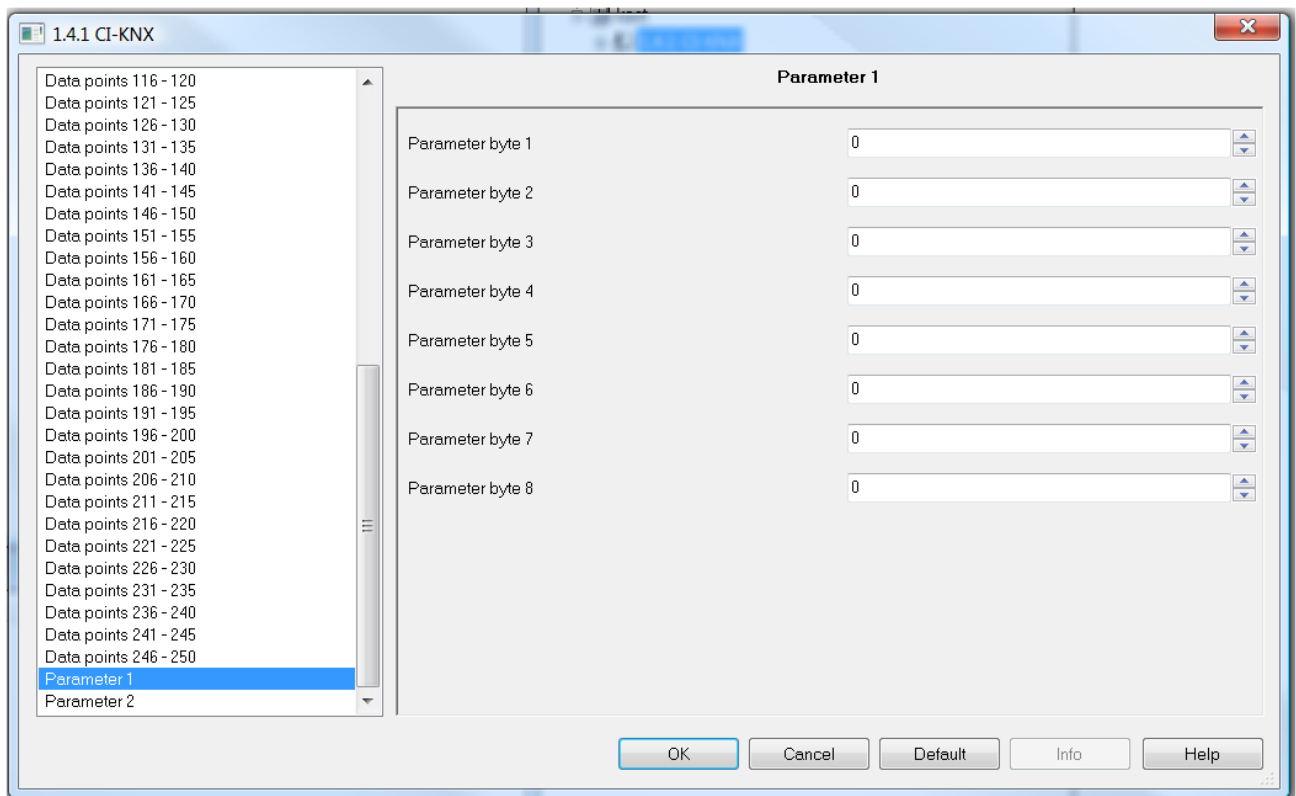 1.4.1 CI-KNX
Data points 116 - 120
Data points 121 - 125
Data points 126 - 130
Data points 131 - 135
Data points 136 - 140
Data points 141 - 145
Data points 146 - 150
Data points 151 - 155
Data points 156 - 160
Data points 161 - 165
Data points 166 - 170
Data points 171 - 175
Data points 176 - 180
Data points 181 - 185
Data points 186 - 190
Data points 191 - 195
Data points 196 - 200
Data points 201 - 205
Data points 206 - 210
Data points 211 - 215
Data points 216 - 220
Data points 221 - 225
Data points 226 - 230
Data points 231 - 235
Data points 236 - 240
Data points 241 - 245
Data points 246 - 250
Parameter 1
Parameter 2
Parameter 1
Parameter byte 1 0
Parameter byte 2 0
Parameter byte 3 0
Parameter byte 4 0
Parameter byte 5 0
Parameter byte 6 0
Parameter byte 7 0
Parameter byte 8 0
OK Cancel Default Info Help